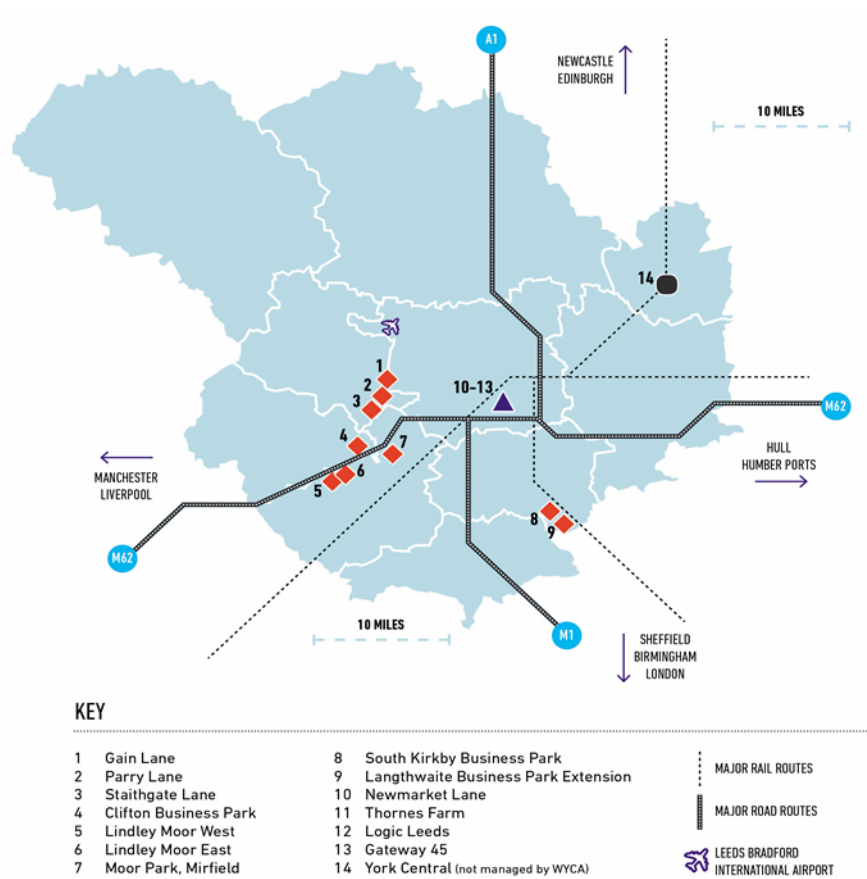 A1
NEWCASTLE
EDINBURGH
10 MILES
14
1
2
3
10-13
4
7
6
5
M62
HULL
HUMBER PORTS
MANCHESTER
LIVERPOOL
8
9
M62
10 MILES
M1
SHEFFIELD
BIRMINGHAM
LONDON
KEY
1 Gain Lane
2 Parry Lane
3 Staithgate Lane
4 Clifton Business Park
5 Lindley Moor West
6 Lindley Moor East
7 Moor Park, Mirfield
8 South Kirkby Business Park
9 Langthwaite Business Park Extension
10 Newmarket Lane
11 Thornes Farm
12 Logic Leeds
13 Gateway 45
14 York Central (not managed by WYCA)
MAJOR RAIL ROUTES
MAJOR ROAD ROUTES
LEEDS BRADFORD
INTERNATIONAL AIRPORT